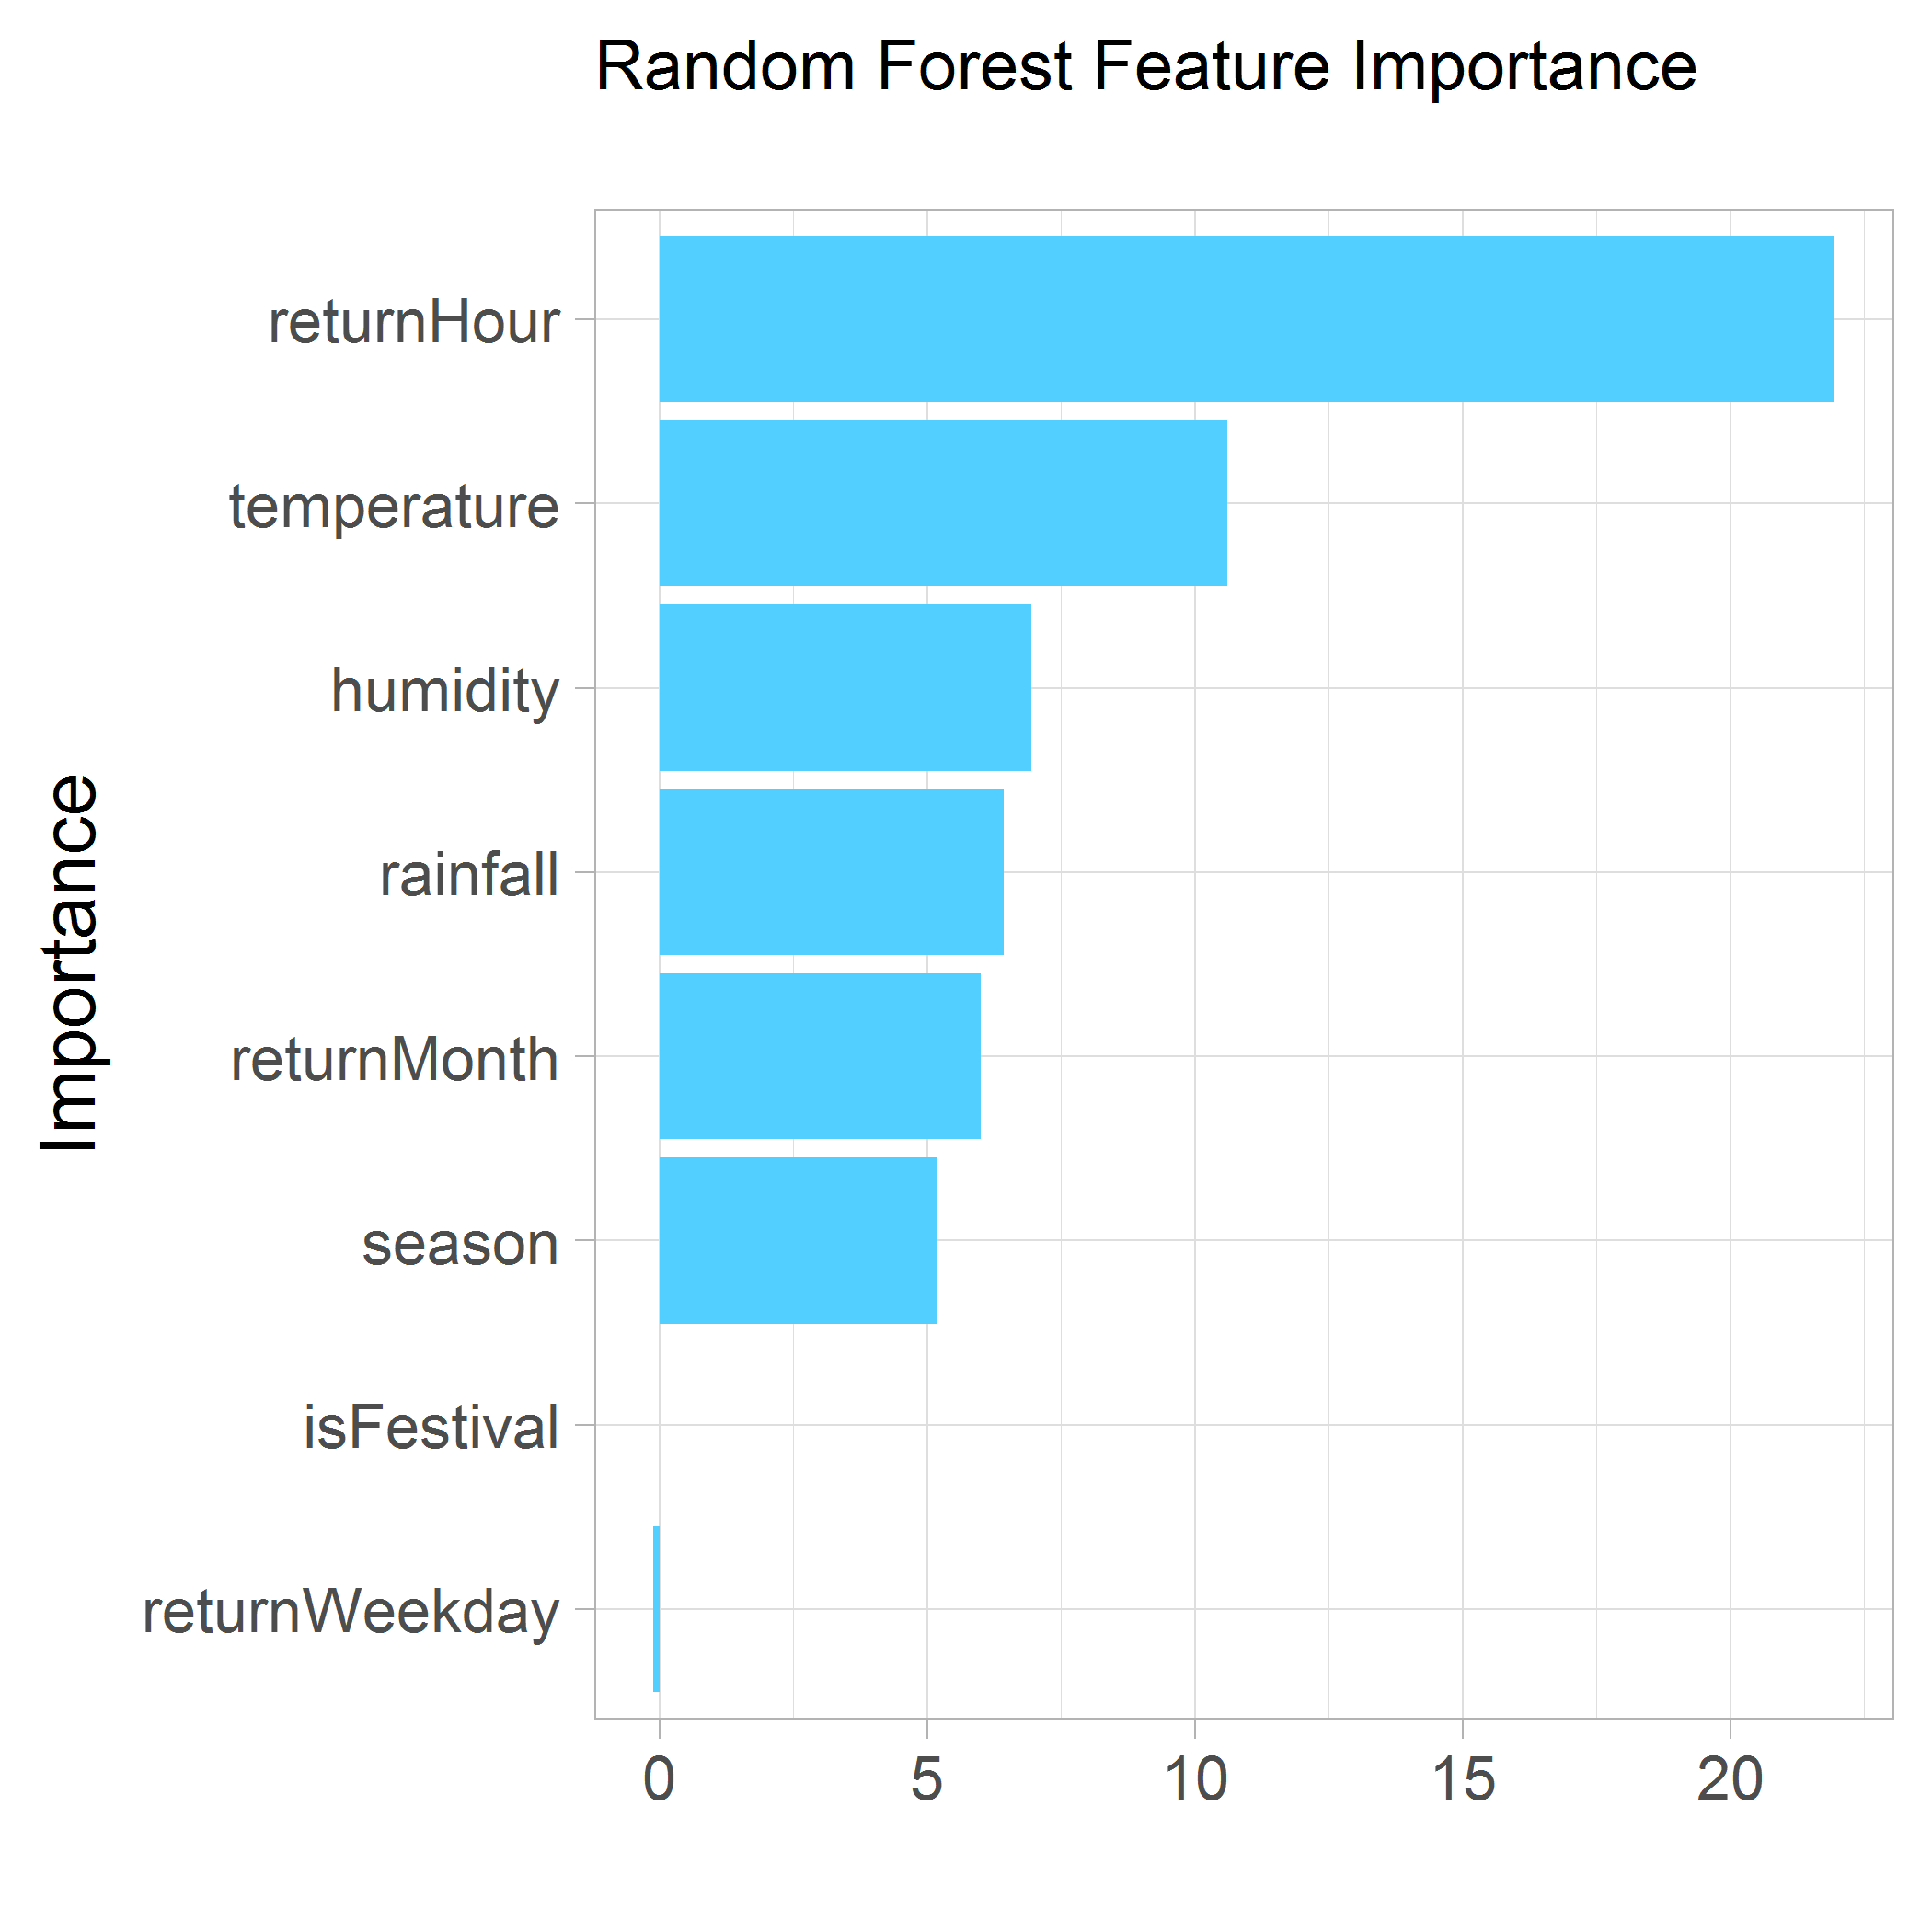 Random Forest Feature Importance
Importance
returnHour
temperature
humidity
rainfall
returnMonth
season
isFestival
returnWeekday
0 5 10 15 20